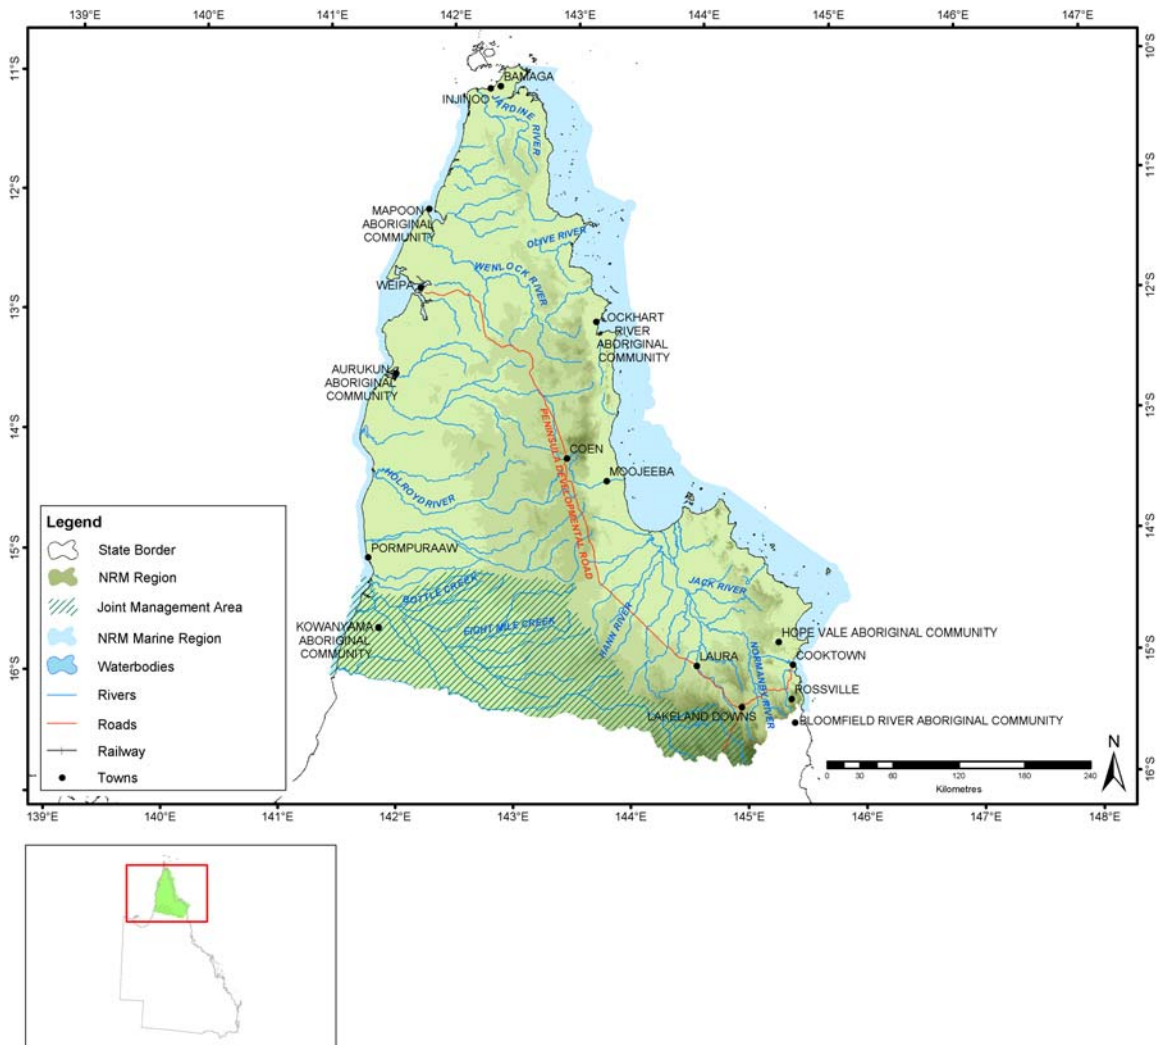 139°E 140°E 141°E 142°E 143°E 144°E 145°E 146°E 147°E
11°S
12°S
13°S
14°S
15°S
16°S
10°S
11°S
12°S
13°S
14°S
15°S
16°S
BAMAGA
INJINOO
JARDINE RIVER
MAPOON
ABORIGINAL
COMMUNITY
OLIVE RIVER
WENLOCK RIVER
WEIPA
LOCKHART
RIVER
ABORIGINAL
COMMUNITY
AURUKUN
ABORIGINAL
COMMUNITY
PENINSULA DEVELOPMENTAL ROAD
COEN
MOOJEEBA
HOLROYD RIVER
PORMPURAAW
BOTTLE CREEK
JACK RIVER
EIGHT MILE CREEK
KOWANYAMA
ABORIGINAL
COMMUNITY
HANN RIVER
HOPE VALE ABORIGINAL COMMUNITY
LAURA
COOKTOWN
NORMANBY RIVER
ROSSVILLE
LAKELAND DOWNS
BLOOMFIELD RIVER ABORIGINAL COMMUNITY
Legend
State Border
NRM Region
Joint Management Area
NRM Marine Region
Waterbodies
Rivers
Roads
Railway
Towns
N
0 15 30 60 120 180 240
Kilometres
139°E 140°E 141°E 142°E 143°E 144°E 145°E 146°E 147°E 148°E